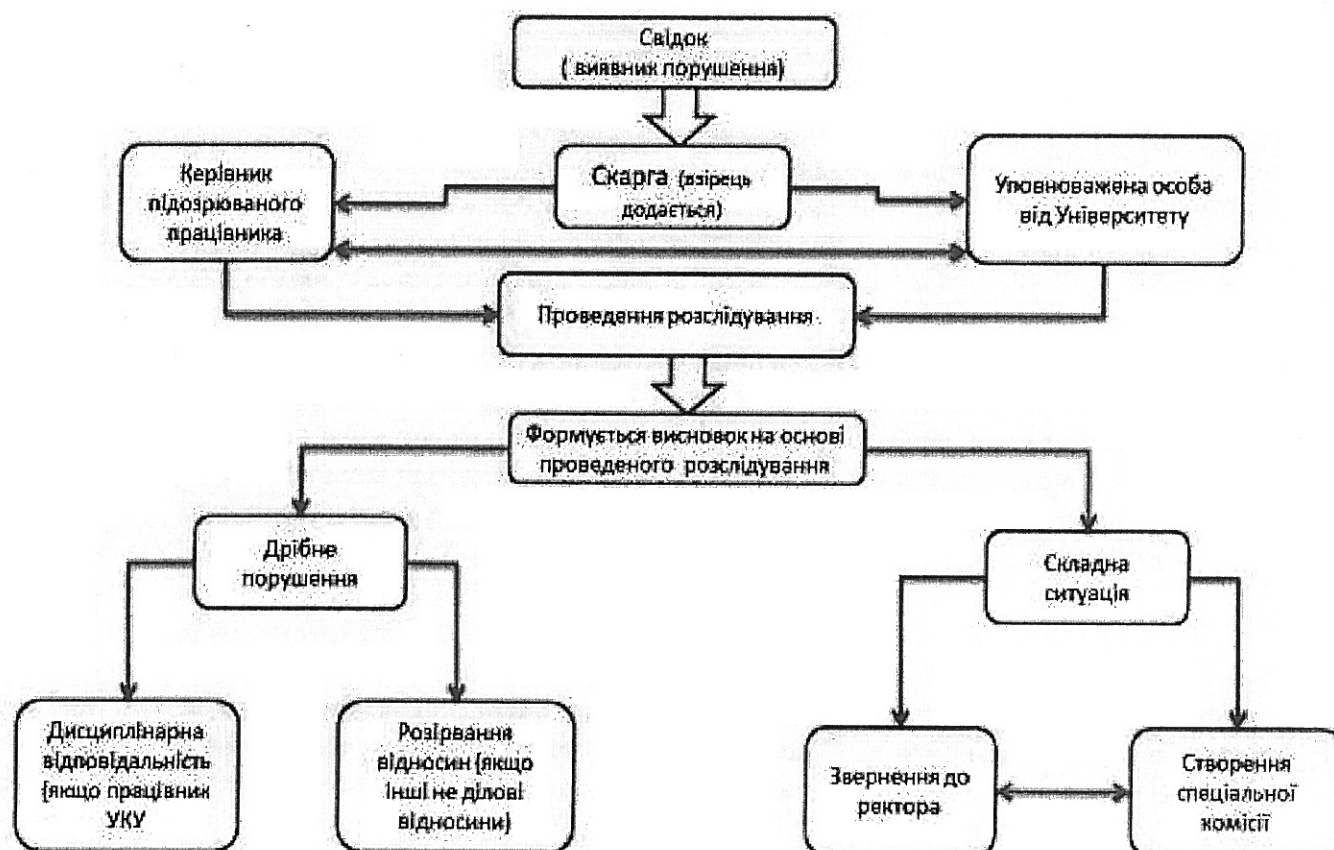 Свідок
( виявник порушення)
Керівник
підозрюваного
працівника
Скарга (взірець
додається)
Уповноважена особа
від Університету
Проведення розслідування
Формується висновок на основі
проведеного розслідування
Дрібне
порушення
Складна
ситуація
Дисциплінарна
відповідальність
(якщо працівник
УКУ
Розірвання
відносин (якщо
інші не ділові
відносини)
Звернення до
ректора
Створення
спеціальної
комісії